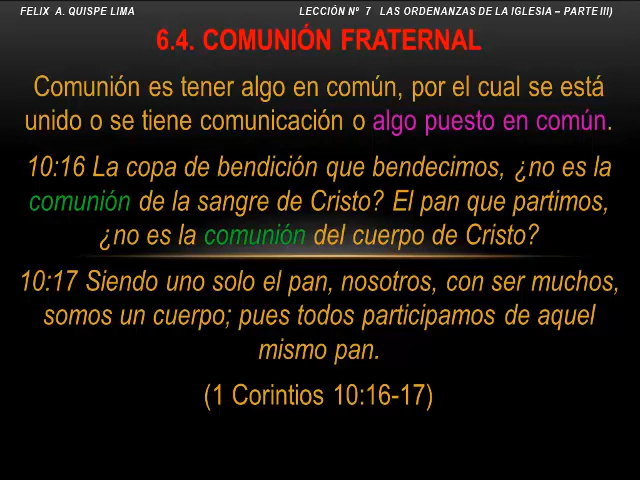 FELIX A. QUISPE LIMA LECCIÓN Nº 7 LAS ORDENANZAS DE LA IGLESIA – PARTE III)
6.4. COMUNIÓN FRATERNAL
Comunión es tener algo en común, por el cual se está
unido o se tiene comunicación o algo puesto en común.
10:16 La copa de bendición que bendecimos, ¿no es la
comunión de la sangre de Cristo? El pan que partimos,
¿no es la comunión del cuerpo de Cristo?
10:17 Siendo uno solo el pan, nosotros, con ser muchos,
somos un cuerpo; pues todos participamos de aquel
mismo pan.
(1 Corintios 10:16-17)